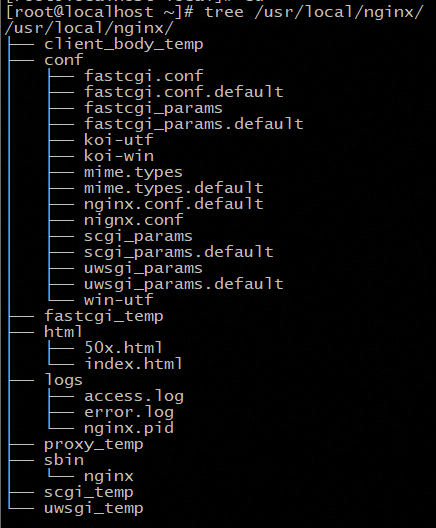 [root@localhost ~]# tree /usr/local/nginx/
/usr/local/nginx/
├── client_body_temp
├── conf
│   ├── fastcgi.conf
│   ├── fastcgi.conf.default
│   ├── fastcgi_params
│   ├── fastcgi_params.default
│   ├── koi-utf
│   ├── koi-win
│   ├── mime.types
│   ├── mime.types.default
│   ├── nginx.conf.default
│   ├── nignx.conf
│   ├── scgi_params
│   ├── scgi_params.default
│   ├── uwsgi_params
│   ├── uwsgi_params.default
│   └── win-utf
├── fastcgi_temp
├── html
│   ├── 50x.html
│   └── index.html
├── logs
│   ├── access.log
│   ├── error.log
│   └── nginx.pid
├── proxy_temp
├── sbin
│   └── nginx
├── scgi_temp
└── uwsgi_temp